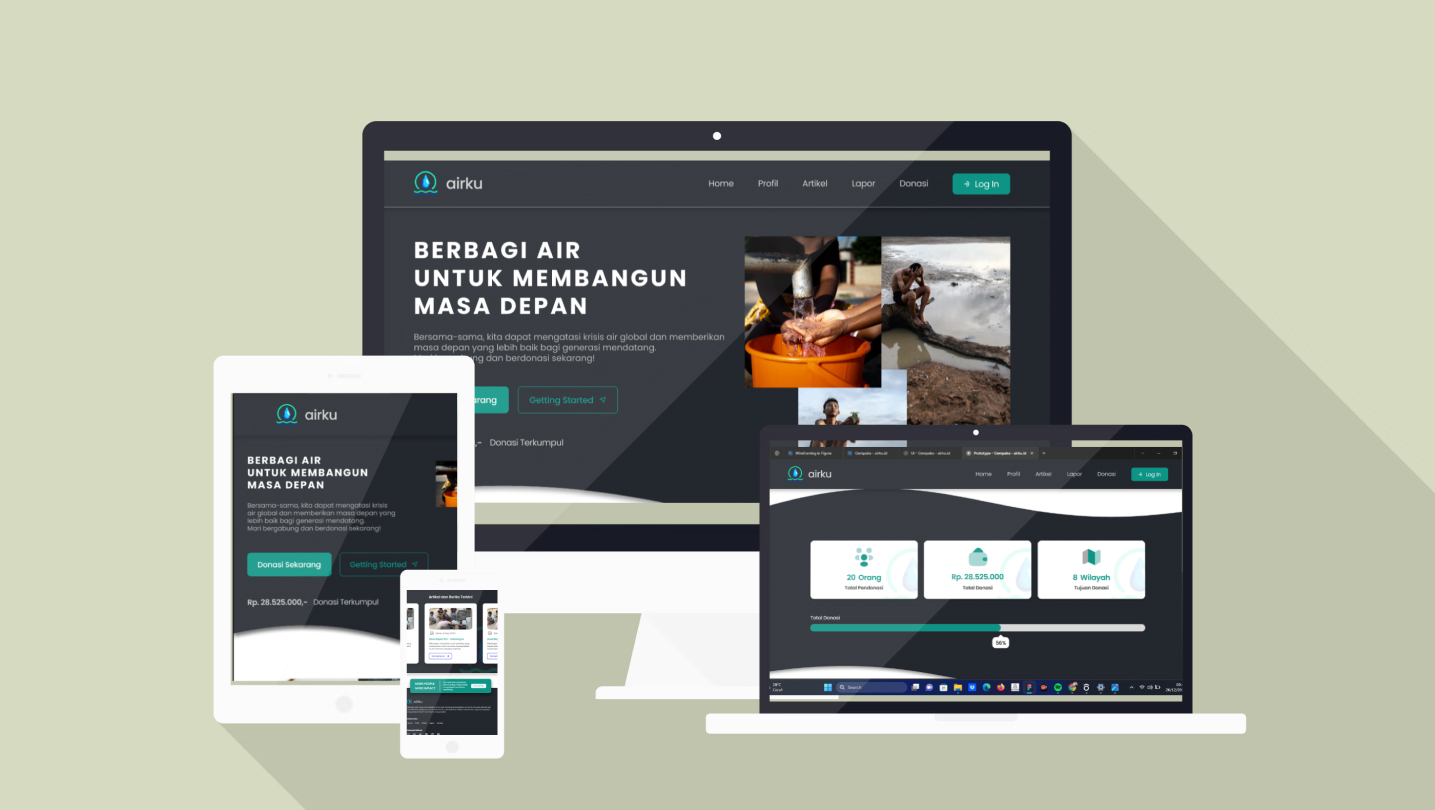 airku
Home Profil Artikel Lapor Donasi Log In
BERBAGI AIR
UNTUK MEMBANGUN
MASA DEPAN
Bersama-sama, kita dapat mengatasi krisis air global dan memberikan
masa depan yang lebih baik bagi generasi mendatang.
dan berdonasi sekarang!
Getting Started
Donasi Terkumpul
airku
BERBAGI AIR
UNTUK MEMBANGUN
MASA DEPAN
Bersama-sama, kita dapat mengatasi krisis
air global dan memberikan masa depan yang
lebih baik bagi generasi mendatang.
Mari bergabung dan berdonasi sekarang!
Donasi Sekarang Getting Started
Rp. 28.525.000,- Donasi Terkumpul
Artikel dan Berita Terkini
airku
Home Profil Artikel Lapor Donasi Log In
20 Orang
Total Pendonasi
Rp. 28.525.000
Total Donasi
8 Wilayah
Tujuan Donasi
Total Donasi
56%
Search